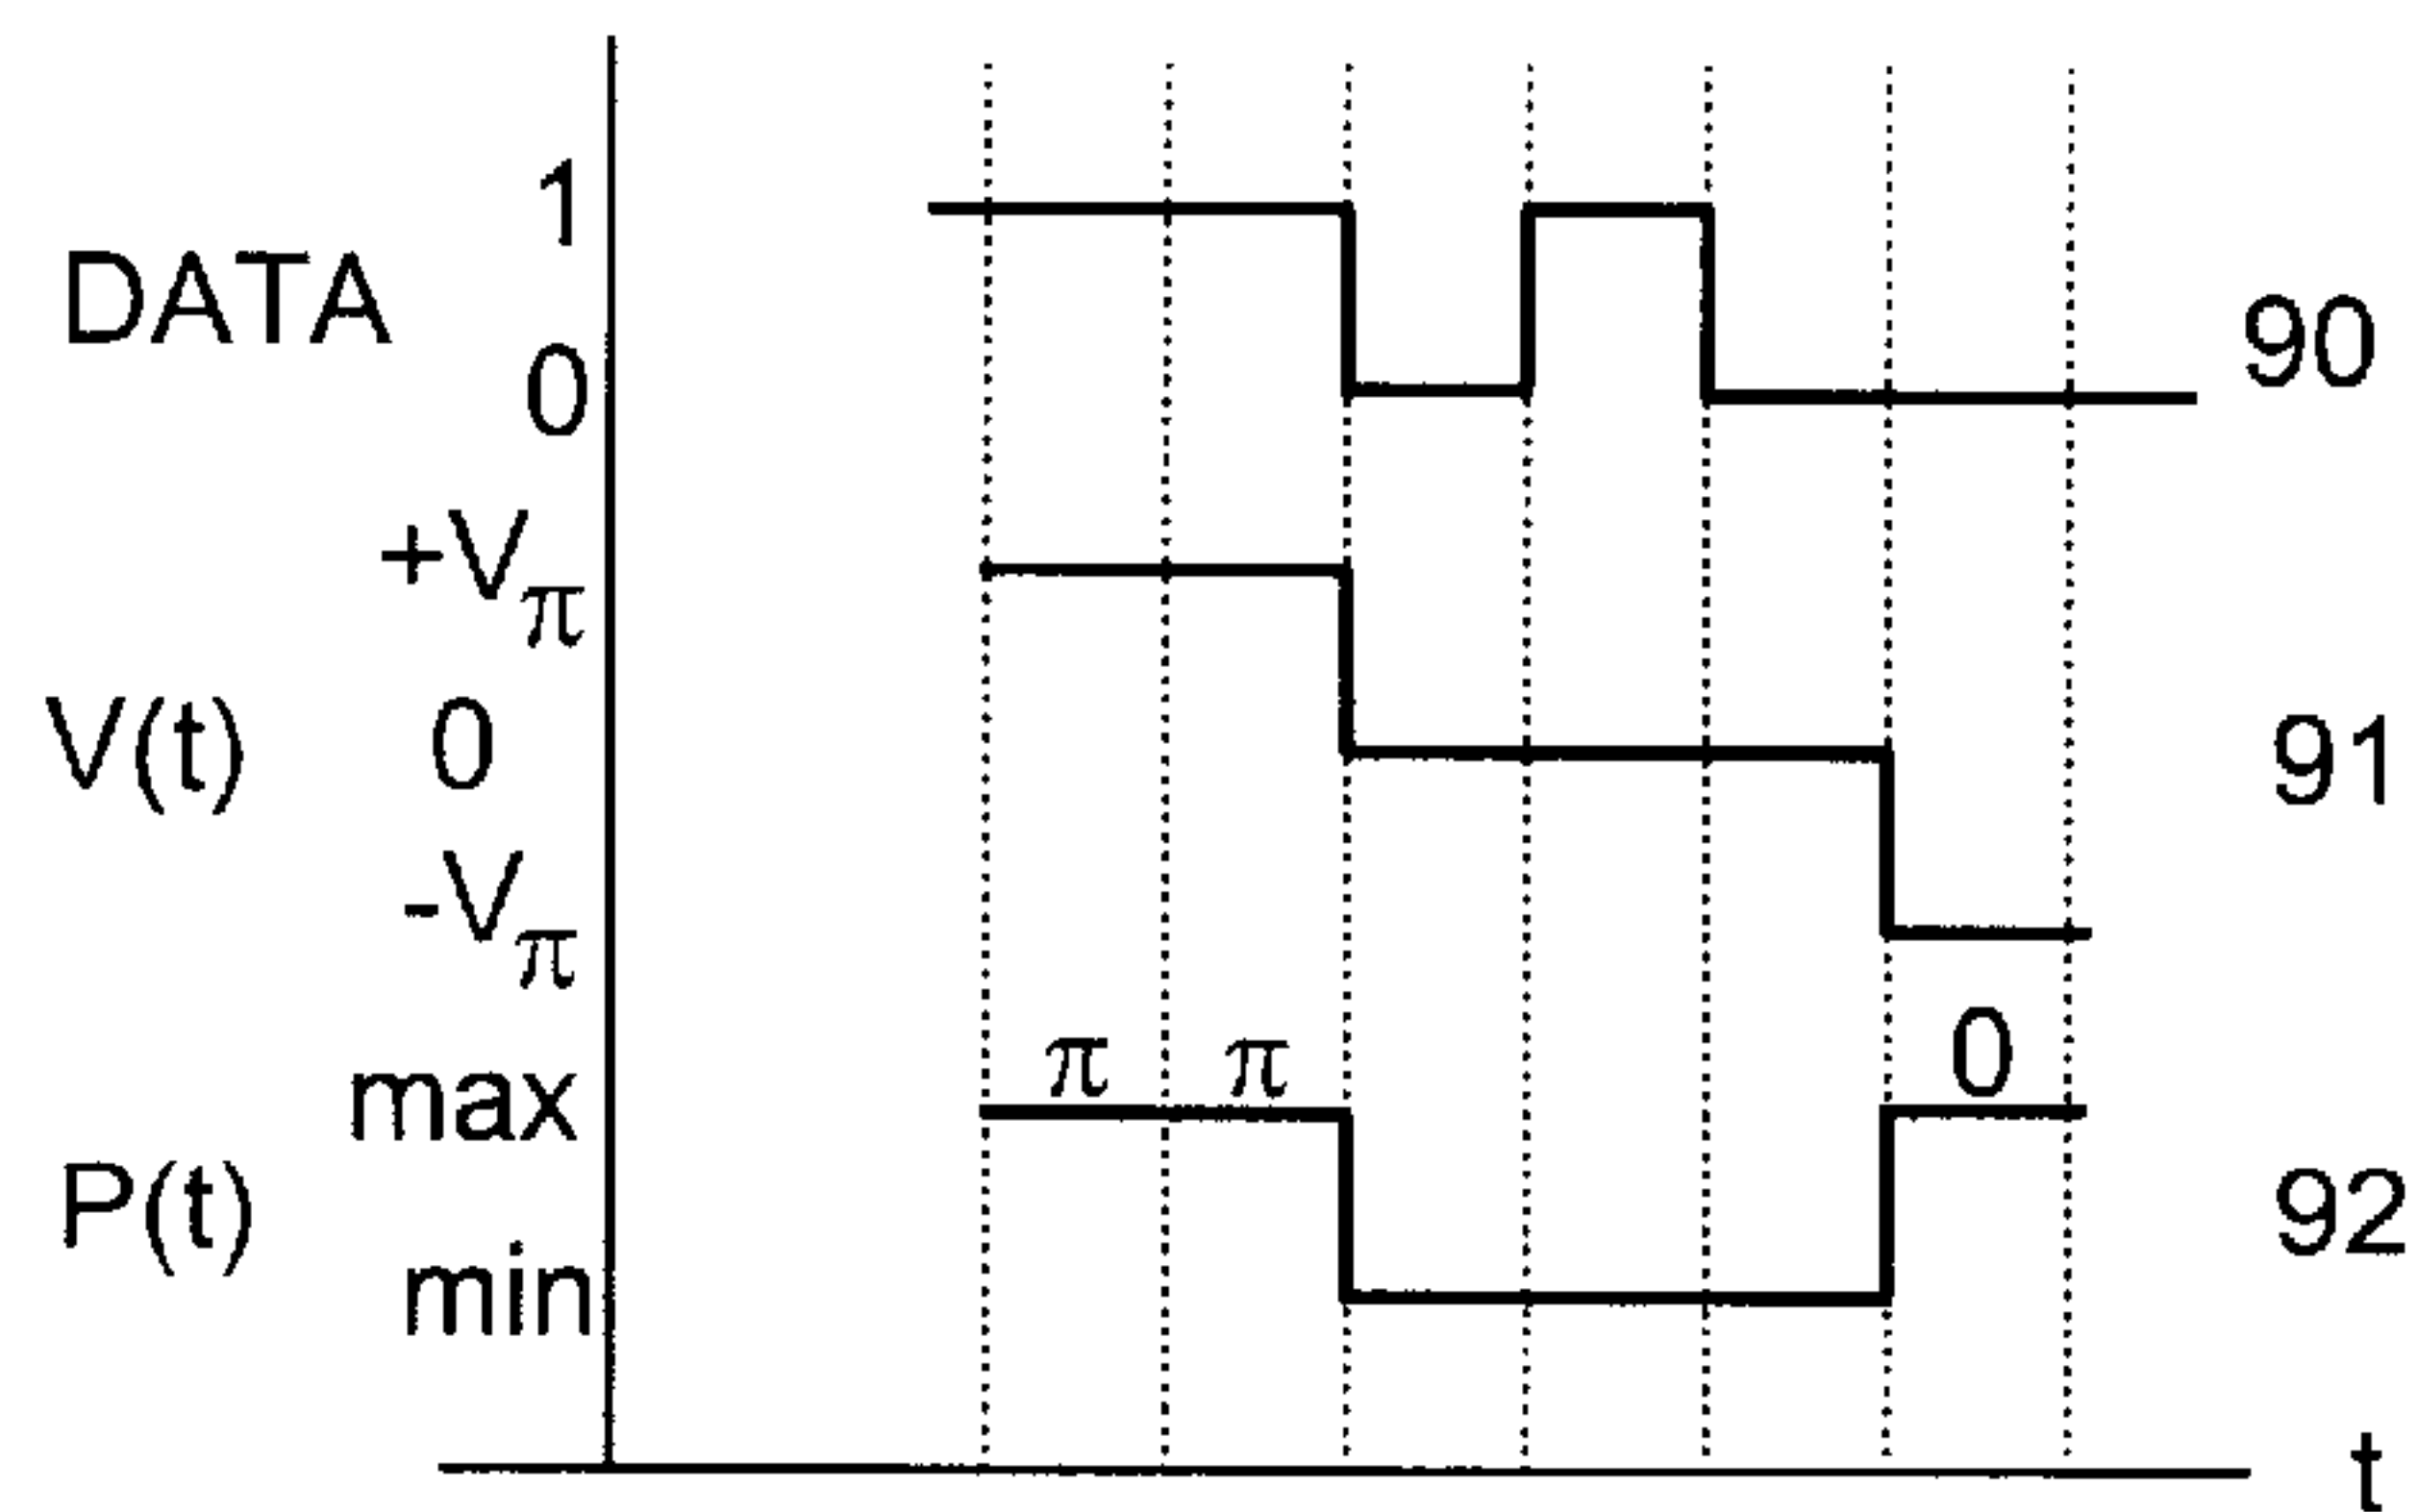 1
DATA
0
90
+Vπ
V(t) 0
91
-Vπ
π π 0
max
P(t)
92
min
t